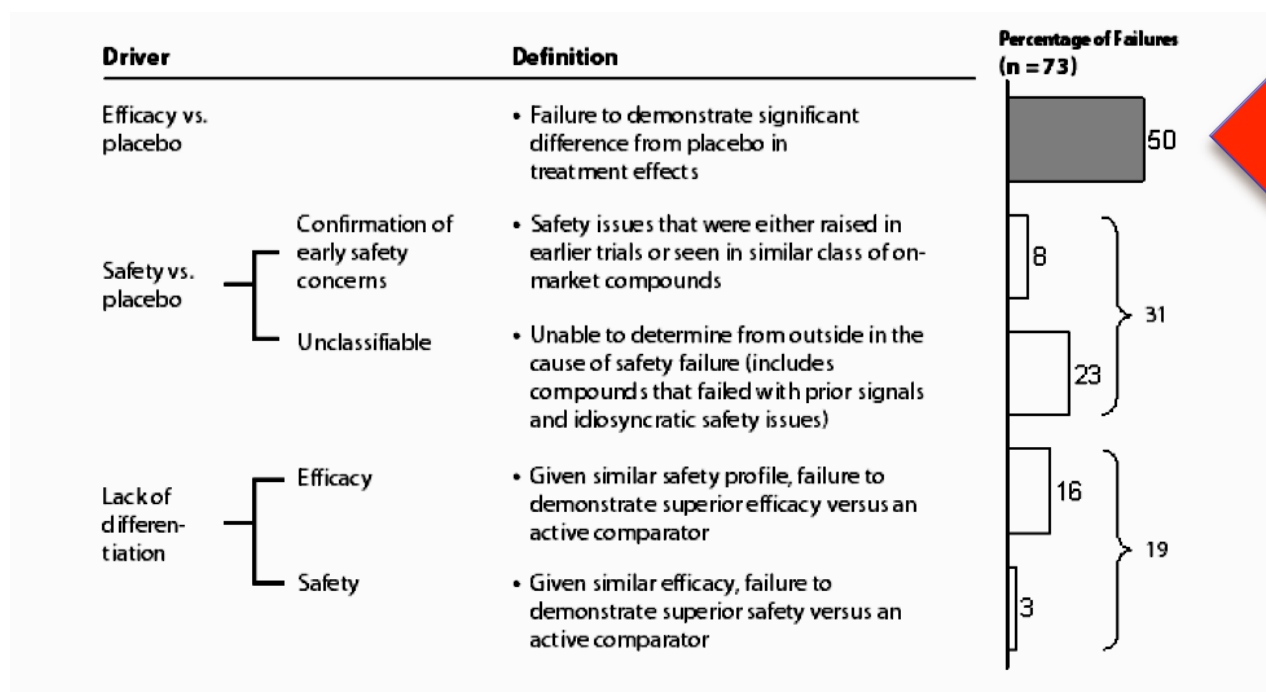 Driver
Definition
Percentage of Failures
(n = 73)
Efficacy vs.
placebo
• Failure to demonstrate significant
difference from placebo in
treatment effects
50
Safety vs.
placebo
Confirmation of
early safety
concerns
• Safety issues that were either raised in
earlier trials or seen in similar class of on-
market compounds
8
31
Unclassifiable
• Unable to determine from outside in the
cause of safety failure (includes
compounds that failed with prior signals
and idiosyncratic safety issues)
23
Lack of
differen-
tiation
Efficacy
• Given similar safety profile, failure to
demonstrate superior efficacy versus an
active comparator
16
19
Safety
• Given similar efficacy, failure to
demonstrate superior safety versus an
active comparator
3